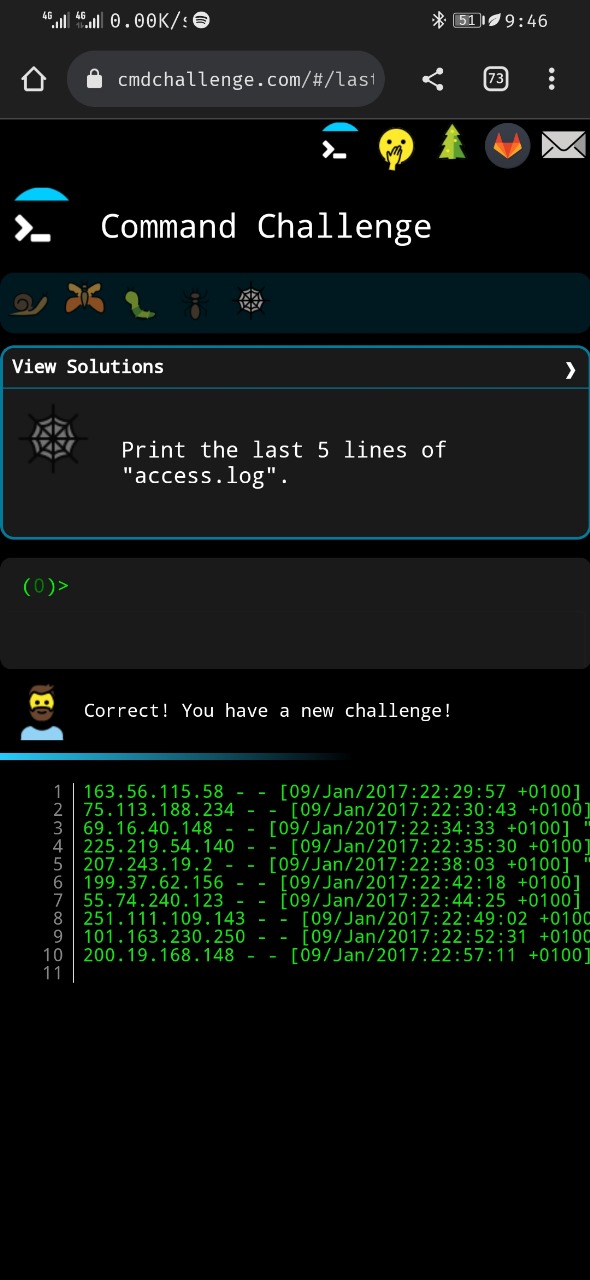 4G 4G 0.00K/s 51 9:46
cmdchallenge.com/#/last 73
Command Challenge
View Solutions ❯
Print the last 5 lines of
"access.log".
(0)>
Correct! You have a new challenge!
1 163.56.115.58 - - [09/Jan/2017:22:29:57 +0100]
2 75.113.188.234 - - [09/Jan/2017:22:30:43 +0100]
3 69.16.40.148 - - [09/Jan/2017:22:34:33 +0100] "
4 225.219.54.140 - - [09/Jan/2017:22:35:30 +0100]
5 207.243.19.2 - - [09/Jan/2017:22:38:03 +0100] "
6 199.37.62.156 - - [09/Jan/2017:22:42:18 +0100]
7 55.74.240.123 - - [09/Jan/2017:22:44:25 +0100]
8 251.111.109.143 - - [09/Jan/2017:22:49:02 +0100
9 101.163.230.250 - - [09/Jan/2017:22:52:31 +0100
10 200.19.168.148 - - [09/Jan/2017:22:57:11 +0100]
11